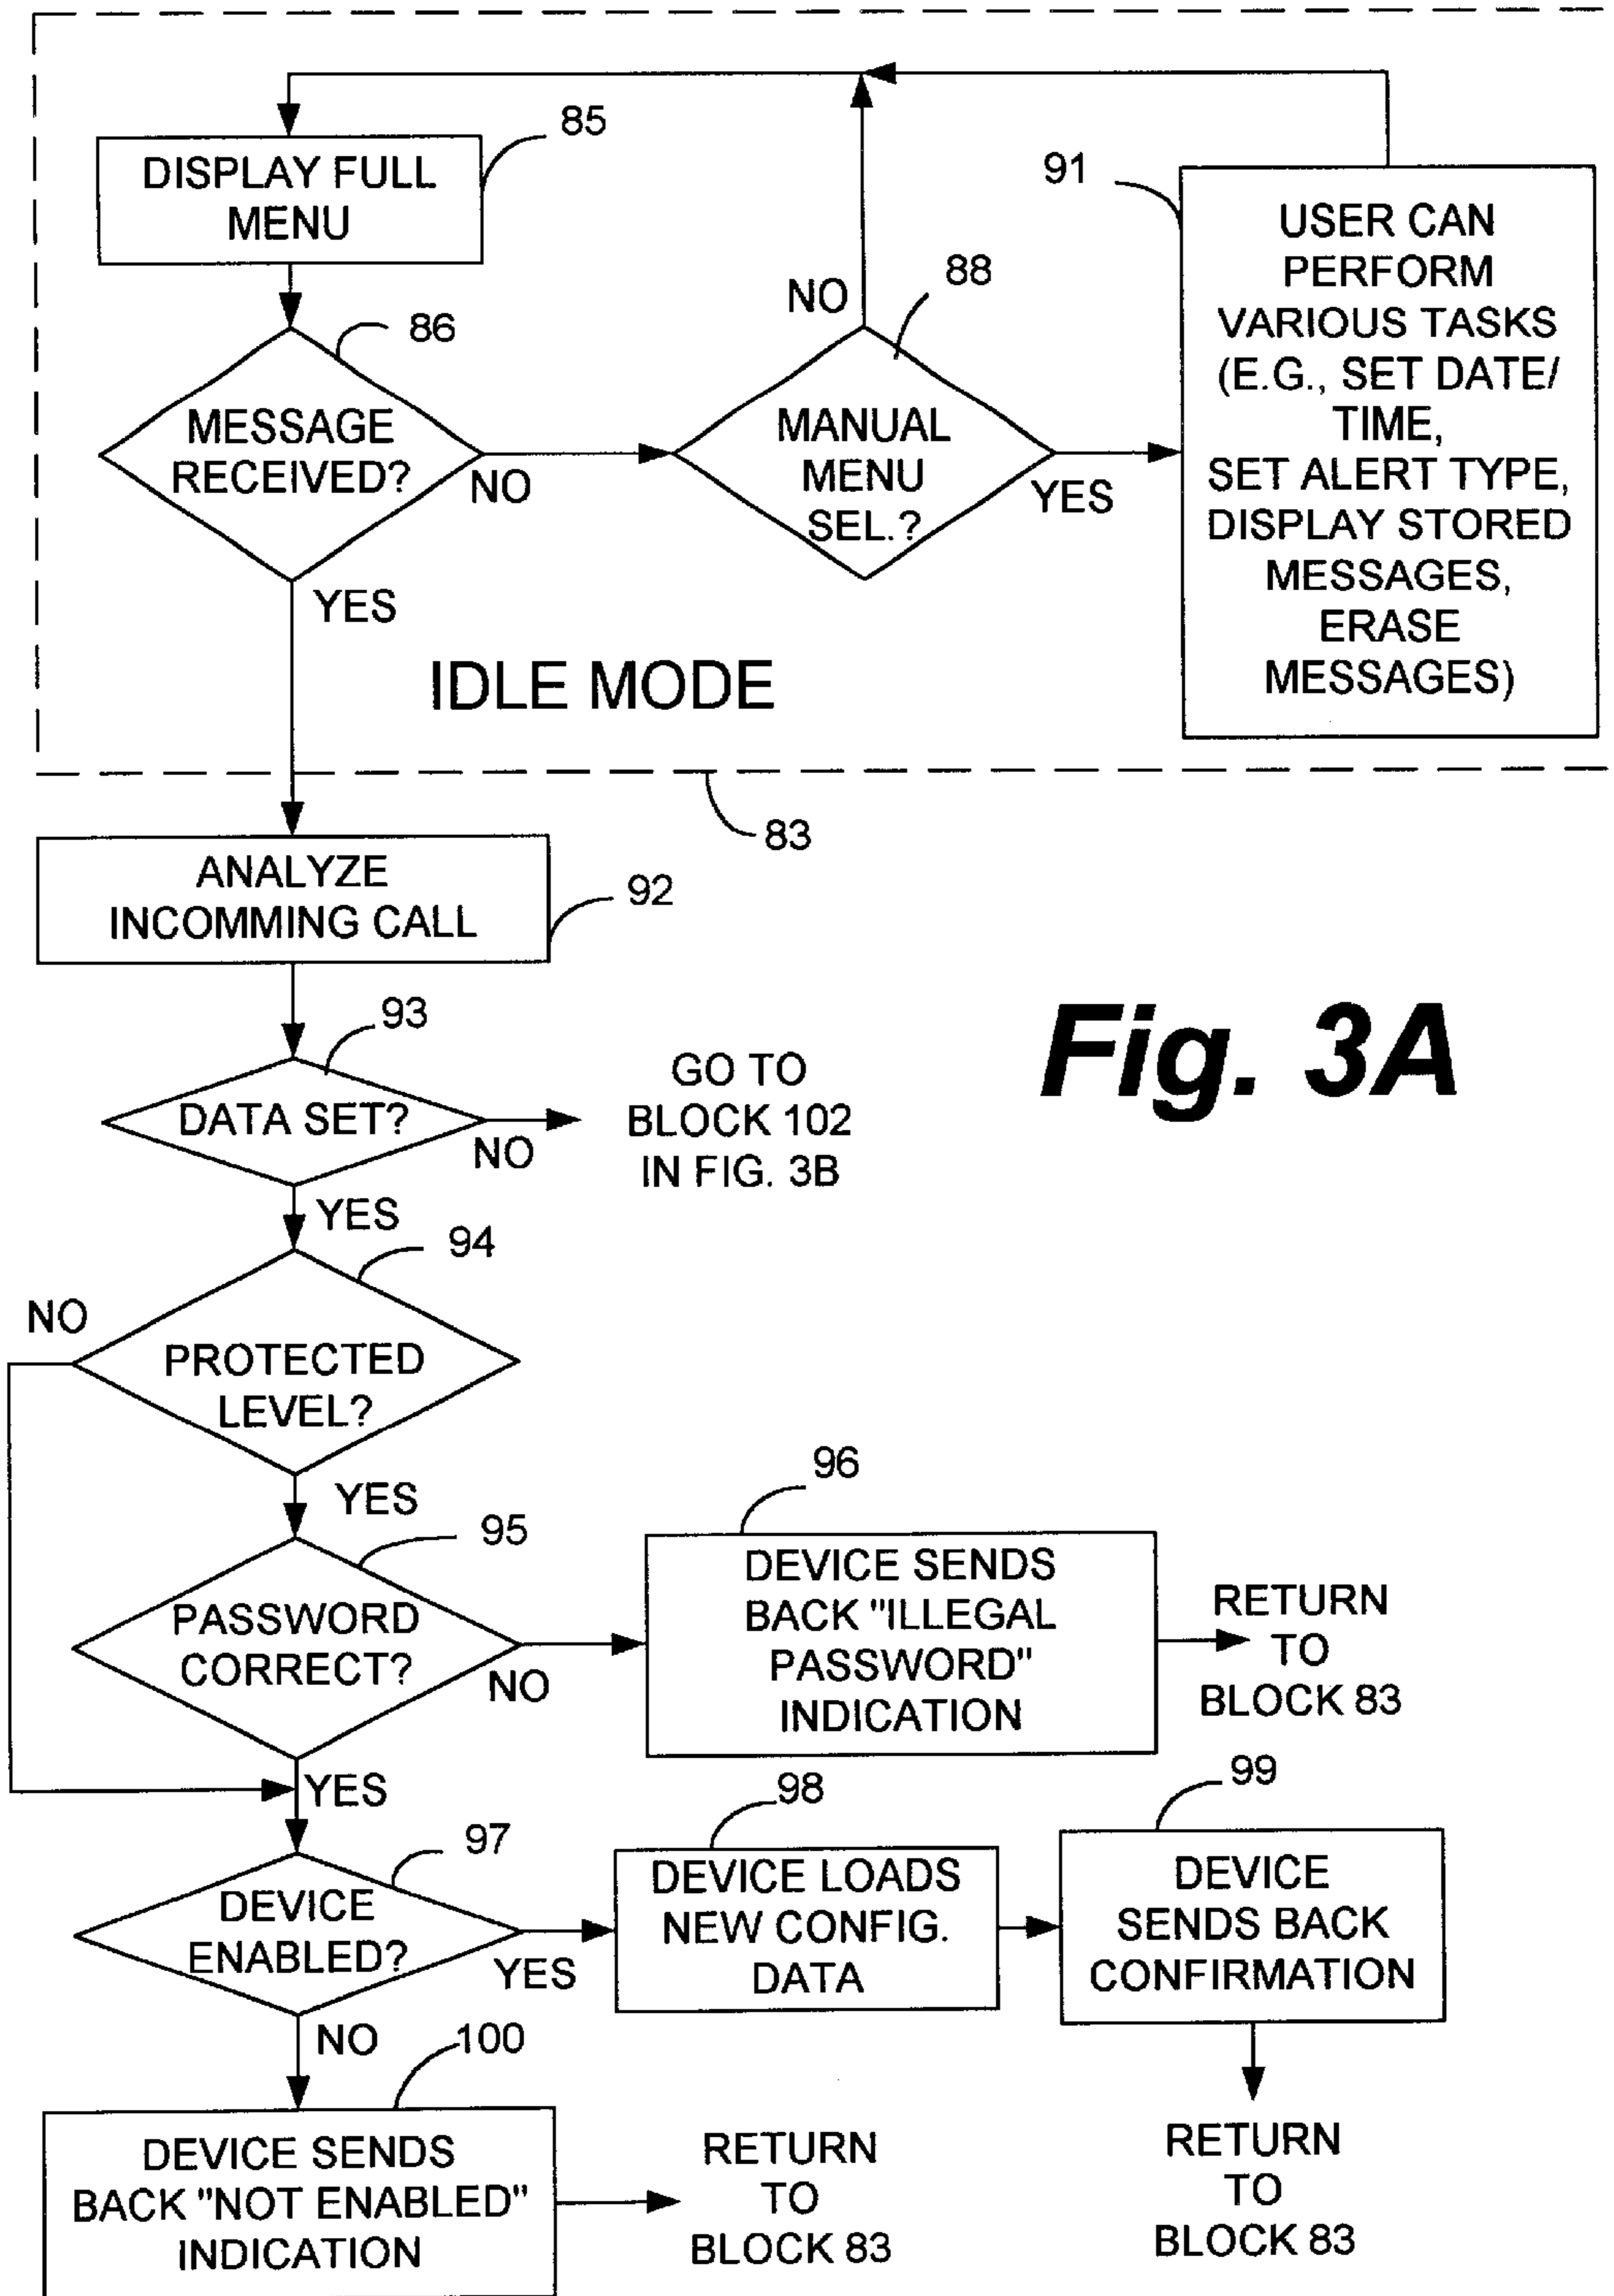 85
DISPLAY FULL
MENU
86
MESSAGE
RECEIVED?
NO
YES
88
NO
MANUAL
MENU
SEL.?
YES
91
USER CAN
PERFORM
VARIOUS TASKS
(E.G., SET DATE/
TIME,
SET ALERT TYPE,
DISPLAY STORED
MESSAGES,
ERASE
MESSAGES)
IDLE MODE
83
ANALYZE
INCOMMING CALL
92
93
DATA SET?
NO
GO TO
BLOCK 102
IN FIG. 3B
Fig. 3A
YES
94
NO
PROTECTED
LEVEL?
YES
95
PASSWORD
CORRECT?
NO
96
DEVICE SENDS
BACK "ILLEGAL
PASSWORD"
INDICATION
RETURN
TO
BLOCK 83
YES
97
DEVICE
ENABLED?
YES
98
DEVICE LOADS
NEW CONFIG.
DATA
99
DEVICE
SENDS BACK
CONFIRMATION
NO
100
DEVICE SENDS
BACK "NOT ENABLED"
INDICATION
RETURN
TO
BLOCK 83
RETURN
TO
BLOCK 83